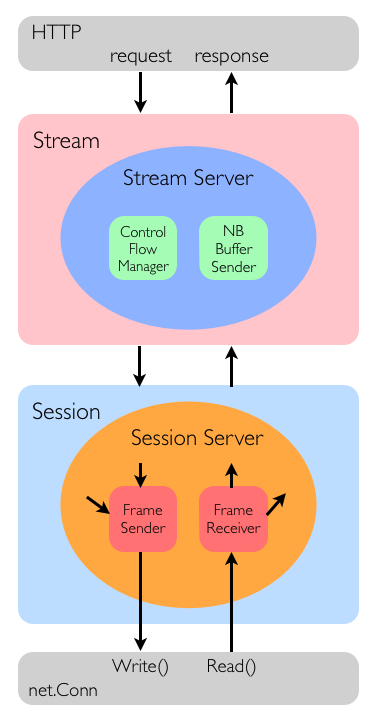 HTTP
request response
Stream
Stream Server
Control
Flow
Manager
NB
Buffer
Sender
Session
Session Server
Frame
Sender
Frame
Receiver
Write() Read()
net.Conn